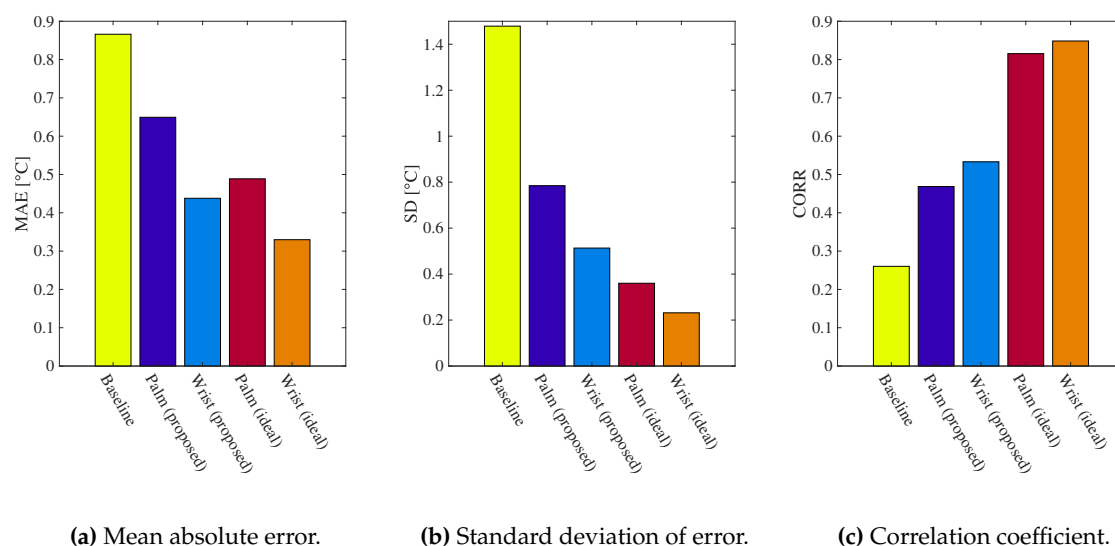 0.9
0.8
0.7
0.6
0.5
0.4
0.3
0.2
0.1
0
MAE [°C]
Baseline
Palm (proposed)
Wrist (proposed)
Palm (ideal)
Wrist (ideal)
(a) Mean absolute error.
1.4
1.2
1
0.8
0.6
0.4
0.2
0
SD [°C]
Baseline
Palm (proposed)
Wrist (proposed)
Palm (ideal)
Wrist (ideal)
(b) Standard deviation of error.
0.9
0.8
0.7
0.6
0.5
0.4
0.3
0.2
0.1
0
CORR
Baseline
Palm (proposed)
Wrist (proposed)
Palm (ideal)
Wrist (ideal)
(c) Correlation coefficient.